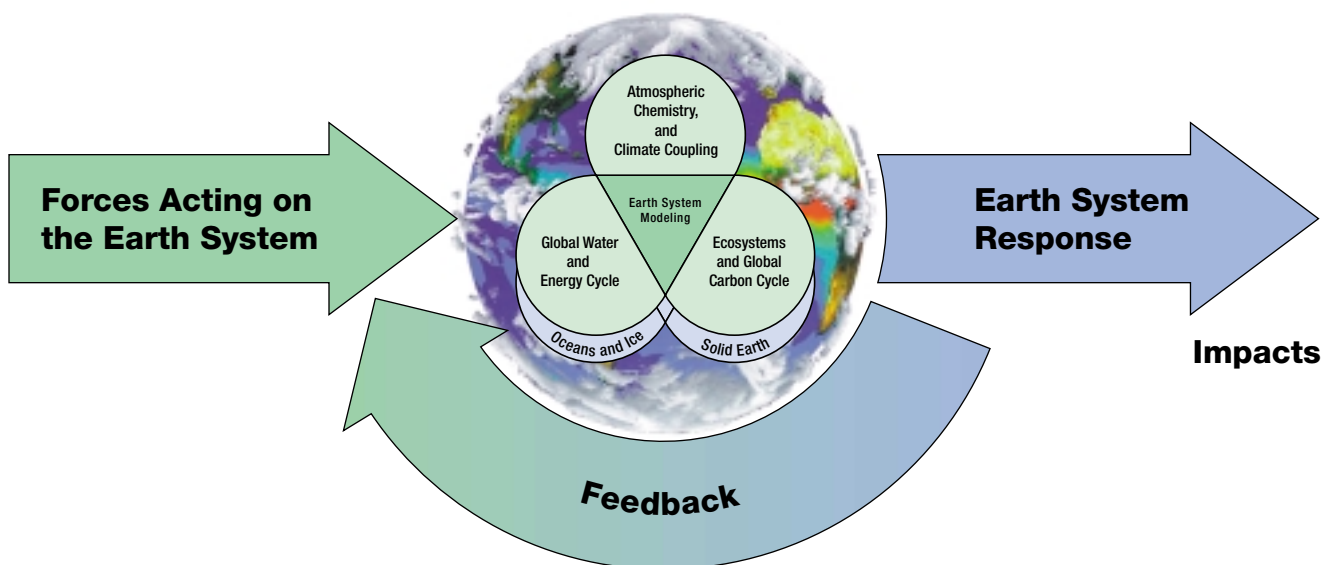 Atmospheric
Chemistry,
and
Climate Coupling
Forces Acting on
the Earth System
Earth System
Modeling
Global Water
and
Energy Cycle
Ecosystems
and Global
Carbon Cycle
Oceans and Ice
Solid Earth
Earth System
Response
Impacts
Feedback